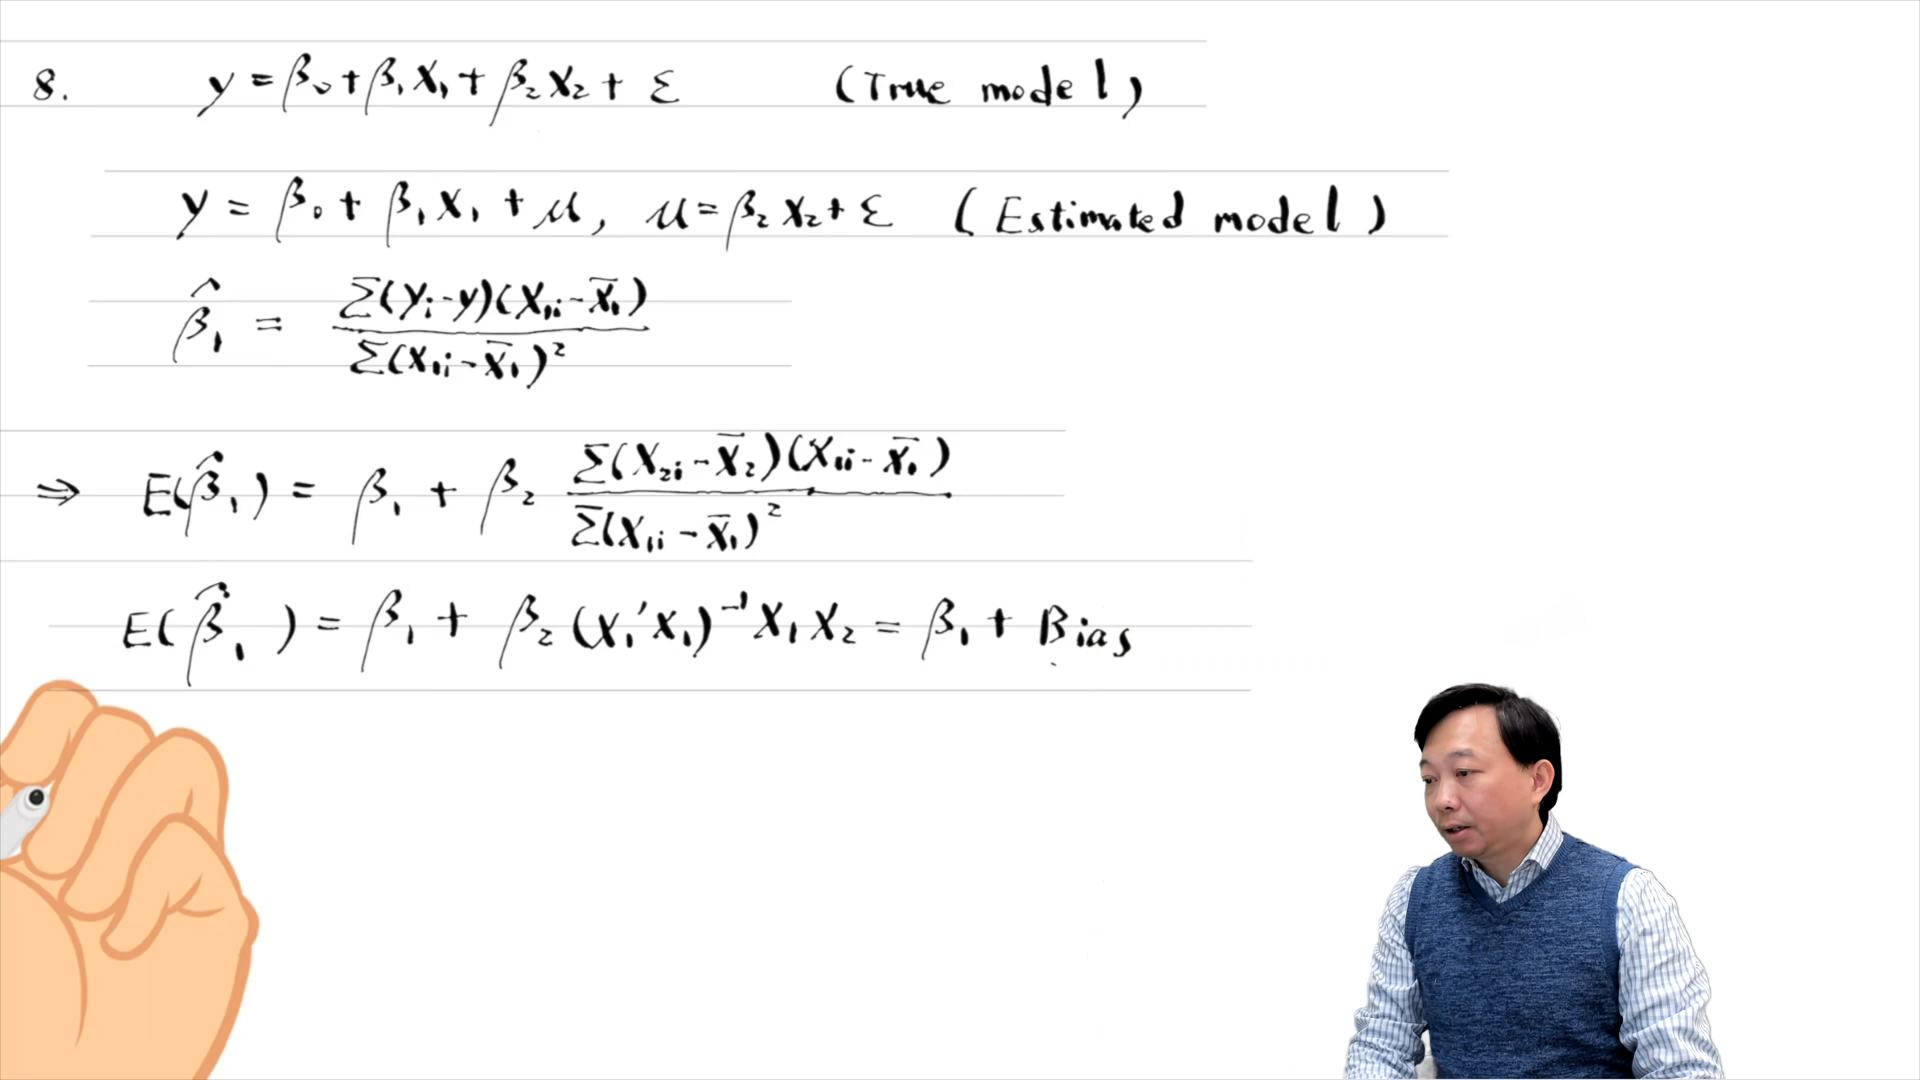 8. y = β₀ + β₁X₁ + β₂X₂ + ε (True model)
y = β₀ + β₁X₁ + μ, μ = β₂X₂ + ε (Estimated model)
β̂₁ = Σ(yᵢ - y)(X₁ᵢ - X̄₁) / Σ(X₁ᵢ - X̄₁)²
⇒ E(β̂₁) = β₁ + β₂ Σ(X₂ᵢ - X̄₂)(X₁ᵢ - X̄₁) / Σ(X₁ᵢ - X̄₁)²
E(β̂₁) = β₁ + β₂(X₁'X₁)⁻¹X₁X₂ = β₁ + Bias